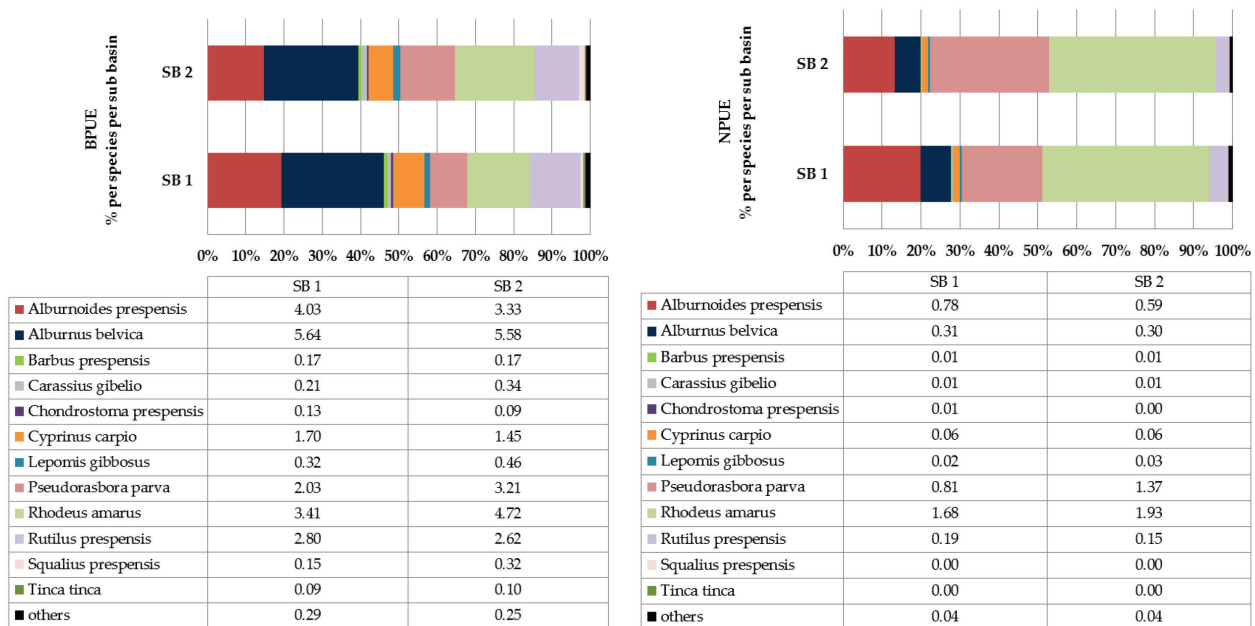 BPUE
% per species per sub basin
SB 2
SB 1
0% 10% 20% 30% 40% 50% 60% 70% 80% 90% 100%
SB 1 SB 2
Alburnoides prespensis 4.03 3.33
Alburnus belvica 5.64 5.58
Barbus prespensis 0.17 0.17
Carassius gibelio 0.21 0.34
Chondrostoma prespensis 0.13 0.09
Cyprinus carpio 1.70 1.45
Lepomis gibbosus 0.32 0.46
Pseudorasbora parva 2.03 3.21
Rhodeus amarus 3.41 4.72
Rutilus prespensis 2.80 2.62
Squalius prespensis 0.15 0.32
Tinca tinca 0.09 0.10
others 0.29 0.25
NPUE
% per species per sub basin
SB 2
SB 1
0% 10% 20% 30% 40% 50% 60% 70% 80% 90% 100%
SB 1 SB 2
Alburnoides prespensis 0.78 0.59
Alburnus belvica 0.31 0.30
Barbus prespensis 0.01 0.01
Carassius gibelio 0.01 0.01
Chondrostoma prespensis 0.01 0.00
Cyprinus carpio 0.06 0.06
Lepomis gibbosus 0.02 0.03
Pseudorasbora parva 0.81 1.37
Rhodeus amarus 1.68 1.93
Rutilus prespensis 0.19 0.15
Squalius prespensis 0.00 0.00
Tinca tinca 0.00 0.00
others 0.04 0.04